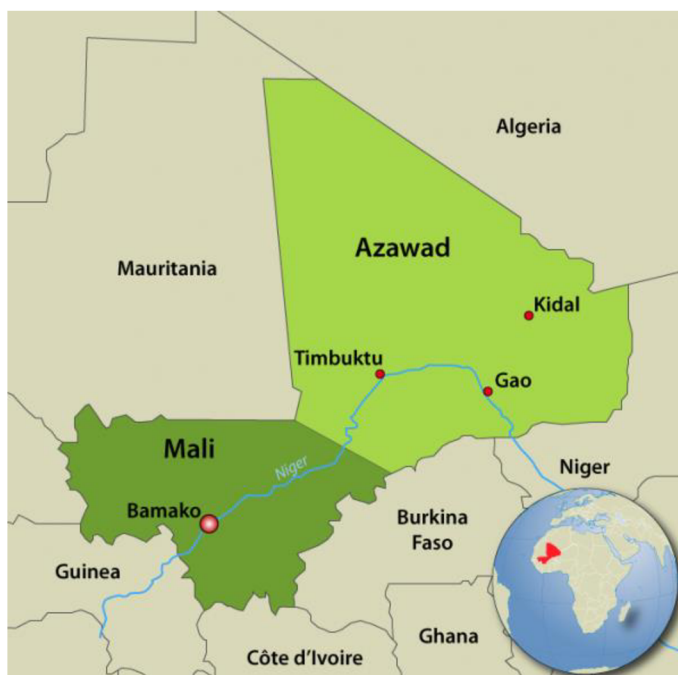 Algeria
Azawad
Mauritania
Kidal
Timbuktu
Gao
Mali
Niger
Niger
Bamako
Burkina
Faso
Guinea
Ghana
Côte d'Ivoire